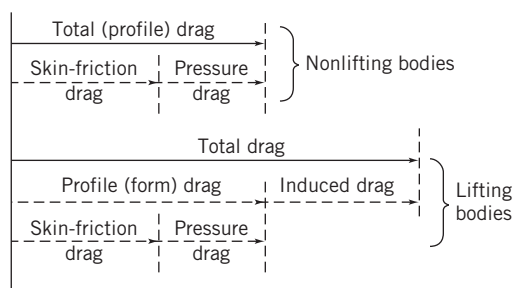 Total (profile) drag
Skin-friction drag
Pressure drag
Nonlifting bodies
Total drag
Profile (form) drag
Induced drag
Lifting bodies
Skin-friction drag
Pressure drag